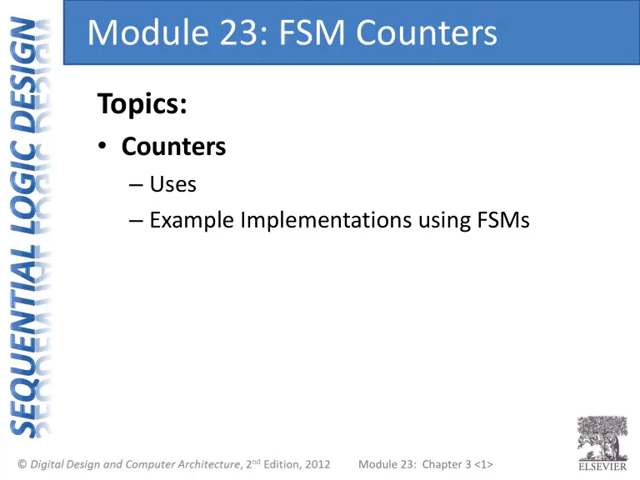 Module 23: FSM Counters
SEQUENTIAL LOGIC DESIGN
Topics:
• Counters
– Uses
– Example Implementations using FSMs
ELSEVIER
© Digital Design and Computer Architecture, 2nd Edition, 2012
Module 23: Chapter 3 <1>